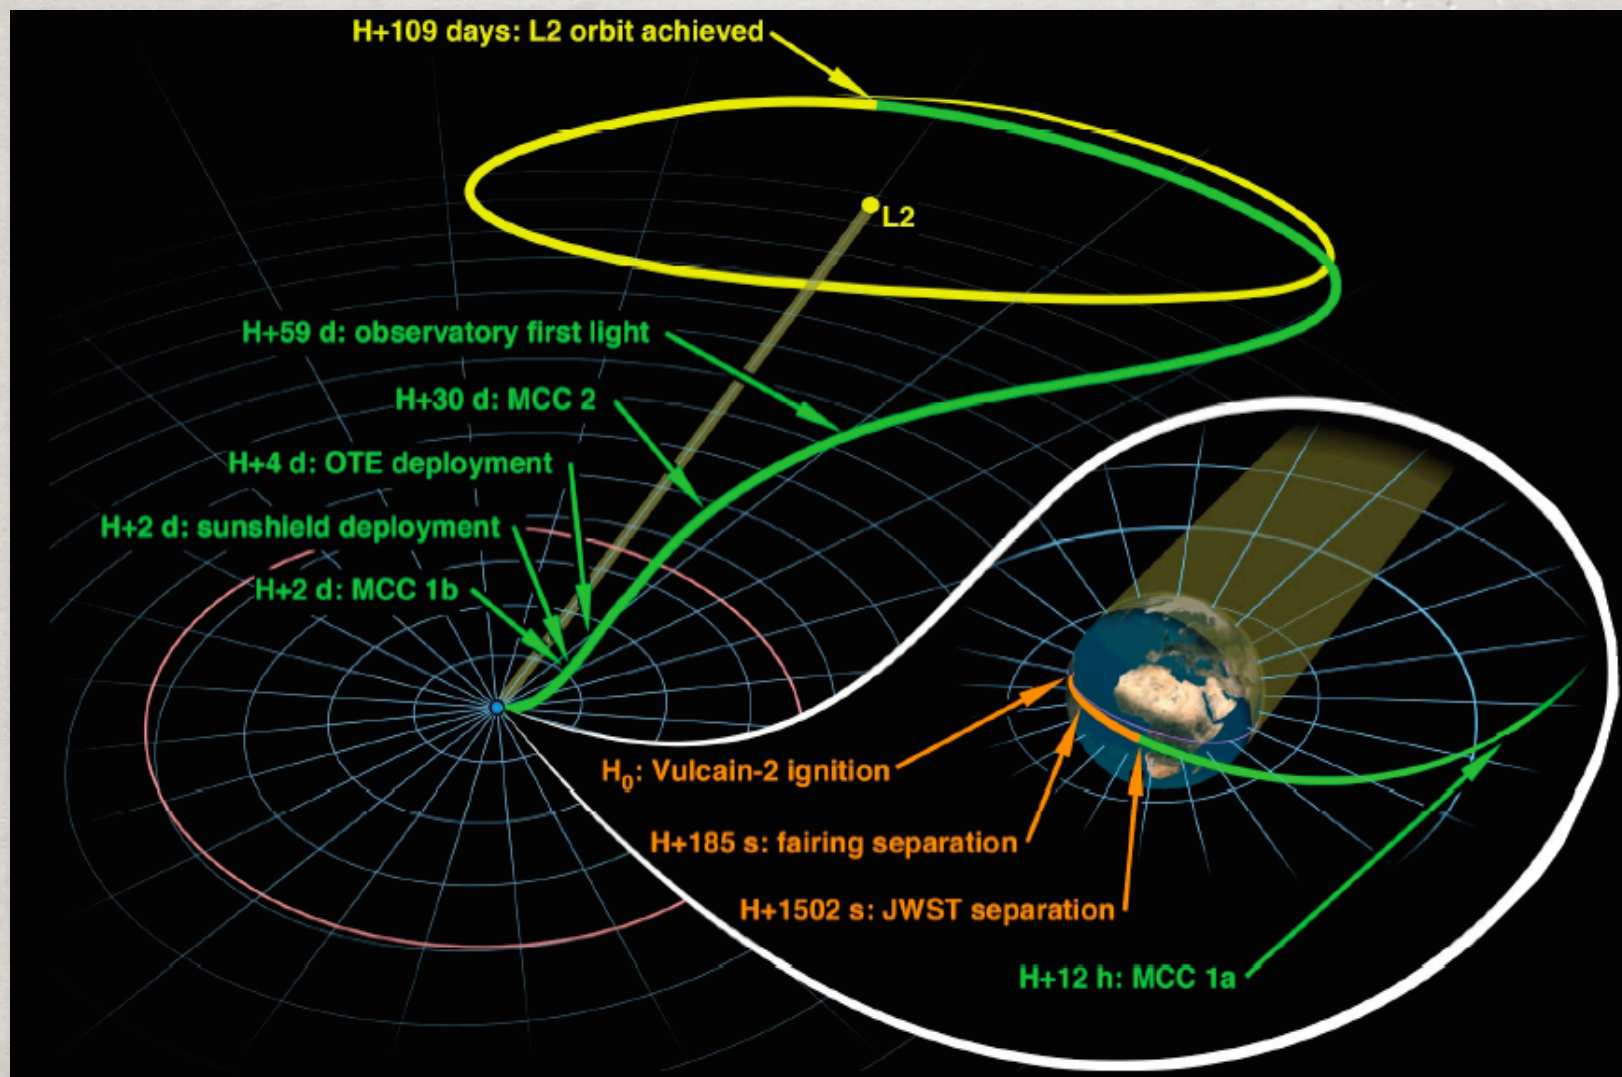 H+109 days: L2 orbit achieved
L2
H+59 d: observatory first light
H+30 d: MCC 2
H+4 d: OTE deployment
H+2 d: sunshield deployment
H+2 d: MCC 1b
H₀: Vulcain-2 ignition
H+185 s: fairing separation
H+1502 s: JWST separation
H+12 h: MCC 1a